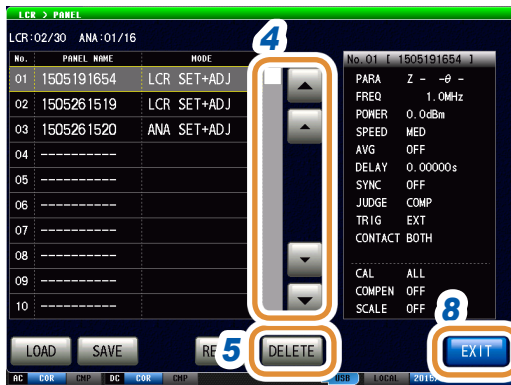 LCR > PANEL
LCR:02/30 ANA:01/16
4
No. PANEL NAME MODE
01 1505191654 LCR SET+ADJ
02 1505261519 LCR SET+ADJ
03 1505261520 ANA SET+ADJ
04 ----------
05 ----------
06 ----------
07 ----------
08 ----------
09 ----------
10 ----------
No. 01 [ 1505191654 ]
PARA Z - -θ -
FREQ 1.0MHz
POWER 0.0dBm
SPEED MED
AVG OFF
DELAY 0.00000s
SYNC OFF
JUDGE COMP
TRIG EXT
CONTACT BOTH
CAL ALL
COMPEN OFF
SCALE OFF
8
LOAD SAVE RE 5 DELETE EXIT
AC COR CMP DC COR CMP USB LOCAL